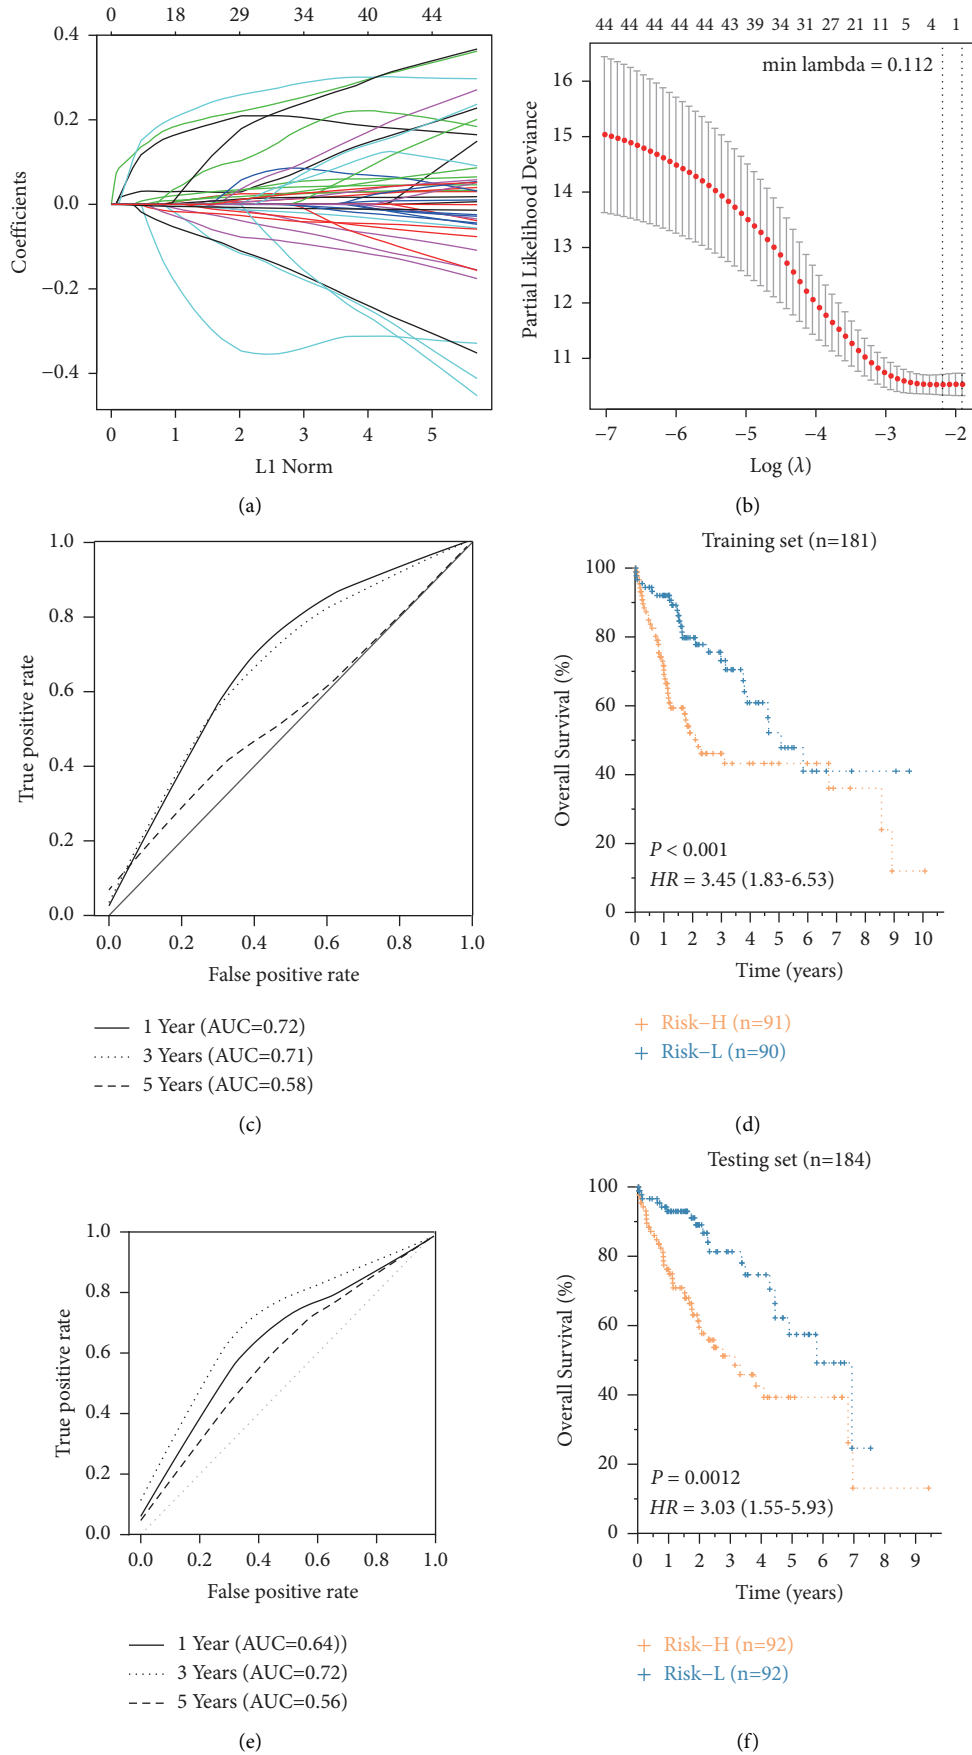 0 18 29 34 40 44
0.4
0.2
0.0
−0.2
−0.4
Coefficients
0 1 2 3 4 5
L1 Norm
(a)
44 44 44 44 44 43 39 34 31 27 21 11 5 4 1
min lambda = 0.112
16
15
14
13
12
11
Partial Likelihood Deviance
−7 −6 −5 −4 −3 −2
Log (λ)
(b)
1.0
0.8
0.6
0.4
0.2
0.0
True positive rate
0.0 0.2 0.4 0.6 0.8 1.0
False positive rate
1 Year (AUC=0.72)
3 Years (AUC=0.71)
5 Years (AUC=0.58)
(c)
Training set (n=181)
100
80
60
40
20
0
Overall Survival (%)
P < 0.001
HR = 3.45 (1.83-6.53)
0 1 2 3 4 5 6 7 8 9 10
Time (years)
Risk−H (n=91)
Risk−L (n=90)
(d)
1.0
0.8
0.6
0.4
0.2
0.0
True positive rate
0.0 0.2 0.4 0.6 0.8 1.0
False positive rate
1 Year (AUC=0.64))
3 Years (AUC=0.72)
5 Years (AUC=0.56)
(e)
Testing set (n=184)
100
80
60
40
20
0
Overall Survival (%)
P = 0.0012
HR = 3.03 (1.55-5.93)
0 1 2 3 4 5 6 7 8 9
Time (years)
Risk−H (n=92)
Risk−L (n=92)
(f)